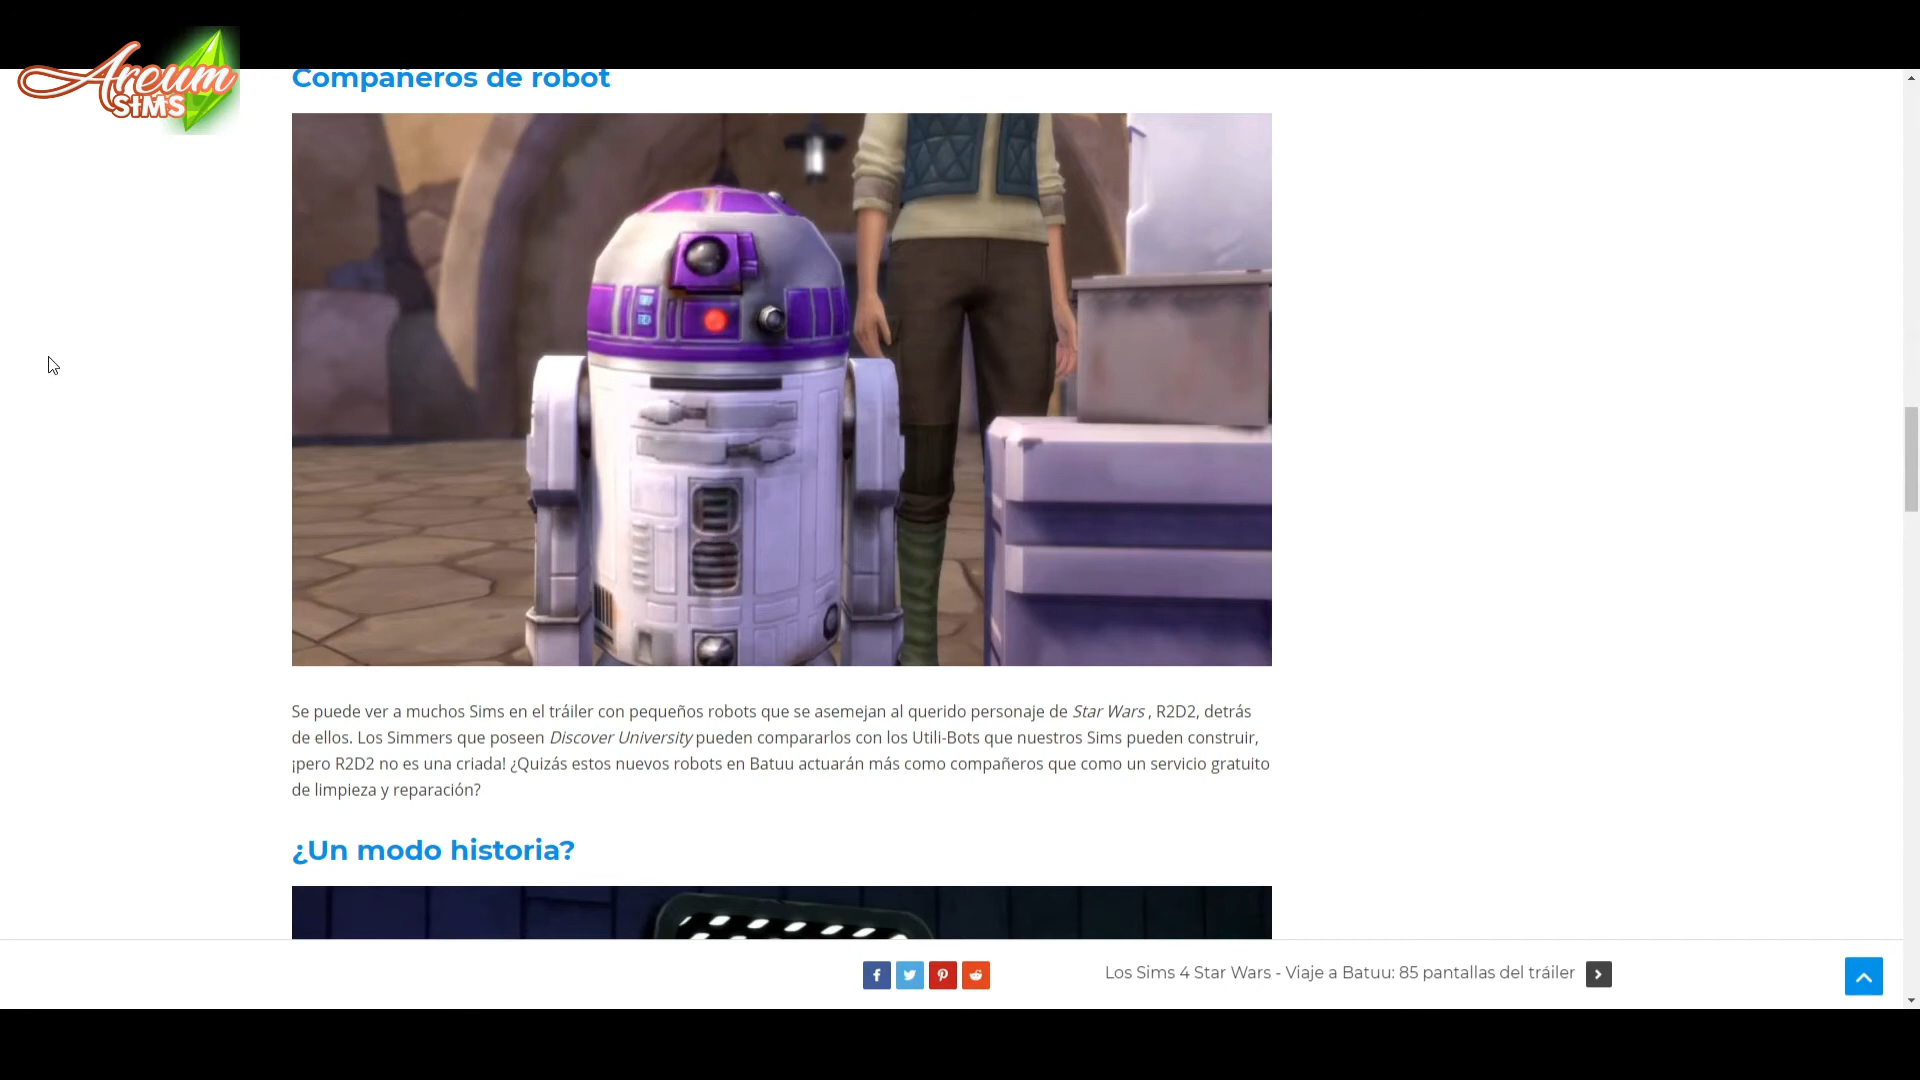 Areum
SIMS
Compañeros de robot
Se puede ver a muchos Sims en el tráiler con pequeños robots que se asemejan al querido personaje de Star Wars , R2D2, detrás
de ellos. Los Simmers que poseen Discover University pueden compararlos con los Utili-Bots que nuestros Sims pueden construir,
¡pero R2D2 no es una criada! ¿Quizás estos nuevos robots en Batuu actuarán más como compañeros que como un servicio gratuito
de limpieza y reparación?
¿Un modo historia?
Los Sims 4 Star Wars - Viaje a Batuu: 85 pantallas del tráiler